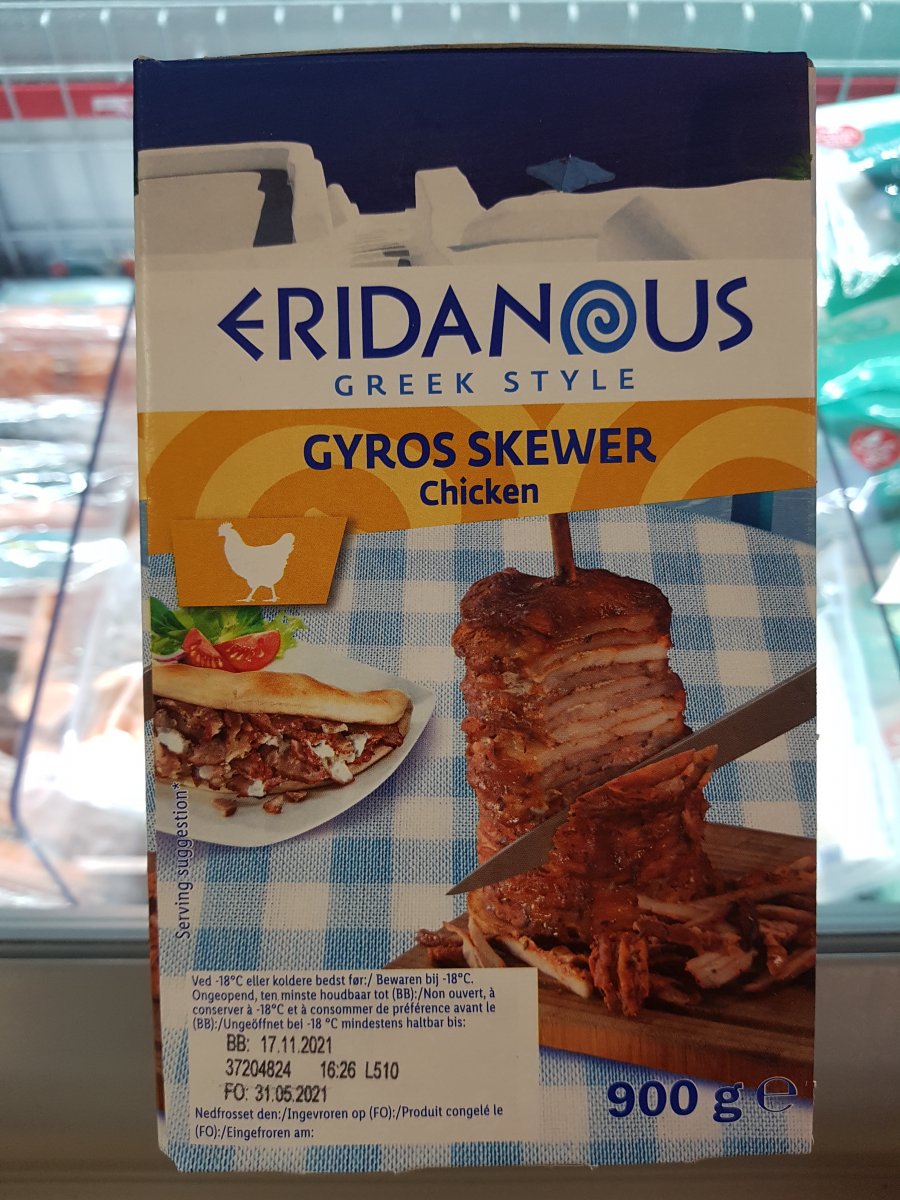 ERIDANOUS
GREEK STYLE
GYROS SKEWER
Chicken
Serving suggestion*
Ved -18°C eller koldere bedst før:/ Bewaren bij -18°C.
Ongeopend, ten minste houdbaar tot (BB):/Non ouvert, à
conserver à -18°C et à consommer de préférence avant le
(BB):/Ungeöffnet bei -18 °C mindestens haltbar bis:
BB: 17.11.2021
37204824 16:26 L510
FO: 31.05.2021
Nedfrosset den:/Ingevroren op (FO):/Produit congelé le
(FO):/Eingefroren am:
900 g e